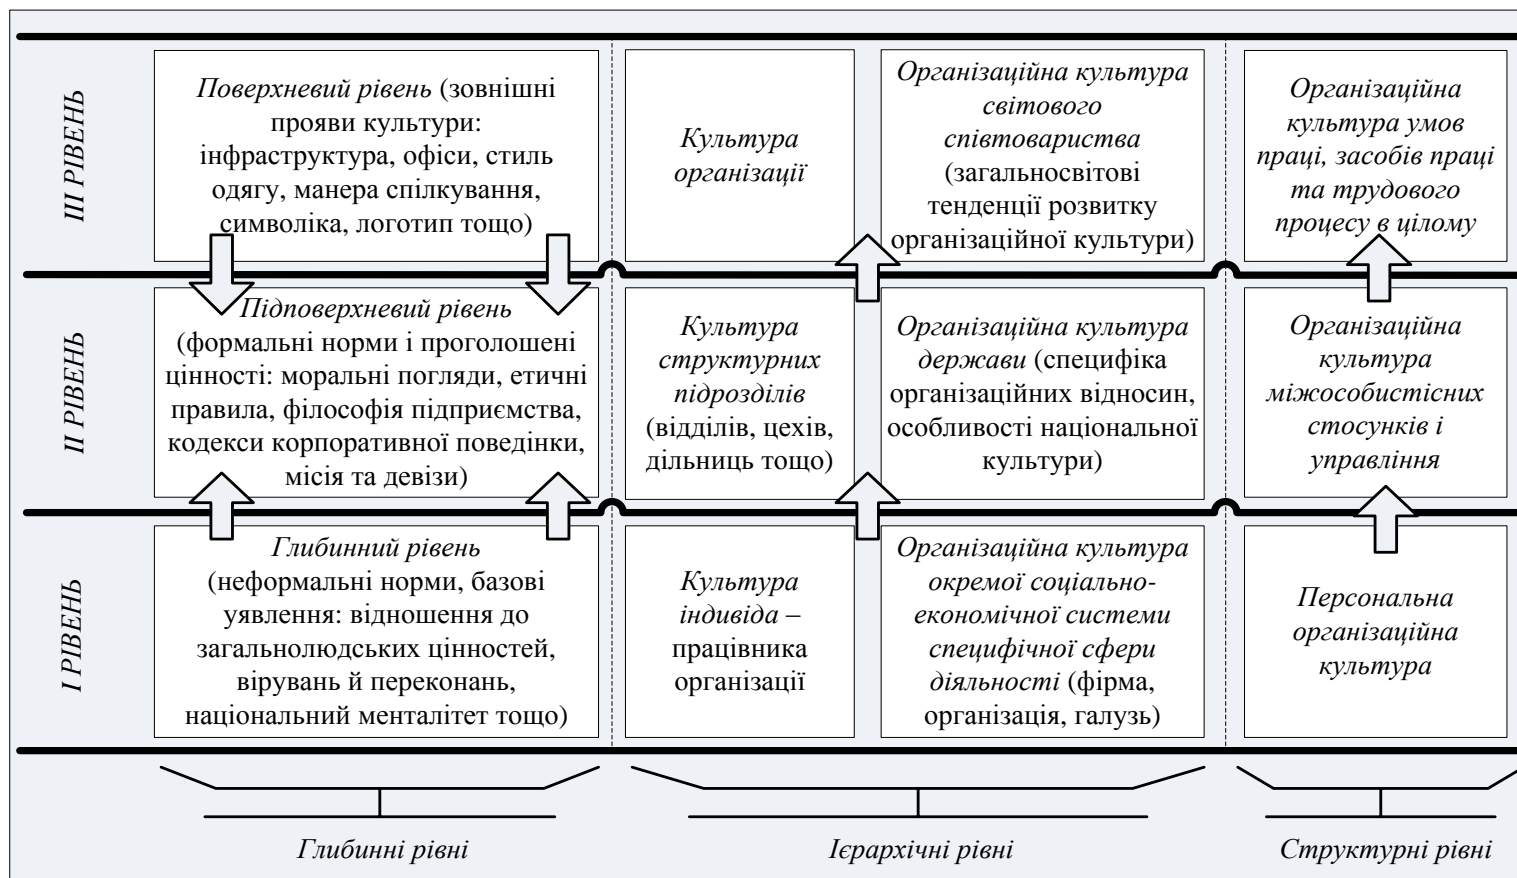 III РІВЕНЬ
Поверхневий рівень (зовнішні
прояви культури:
інфраструктура, офіси, стиль
одягу, манера спілкування,
символіка, логотип тощо)
Культура
організації
Організаційна культура
світового
співтовариства
(загальносвітові
тенденції розвитку
організаційної культури)
Організаційна
культура умов
праці, засобів праці
та трудового
процесу в цілому
II РІВЕНЬ
Підповерхневий рівень
(формальні норми і проголошені
цінності: моральні погляди, етичні
правила, філософія підприємства,
кодекси корпоративної поведінки,
місія та девізи)
Культура
структурних
підрозділів
(відділів, цехів,
дільниць тощо)
Організаційна культура
держави (специфіка
організаційних відносин,
особливості національної
культури)
Організаційна
культура
міжособистісних
стосунків і
управління
I РІВЕНЬ
Глибинний рівень
(неформальні норми, базові
уявлення: відношення до
загальнолюдських цінностей,
вірувань й переконань,
національний менталітет тощо)
Культура
індивіда –
працівника
організації
Організаційна культура
окремої соціально-
економічної системи
специфічної сфери
діяльності (фірма,
організація, галузь)
Персональна
організаційна
культура
Глибинні рівні
Ієрархічні рівні
Структурні рівні